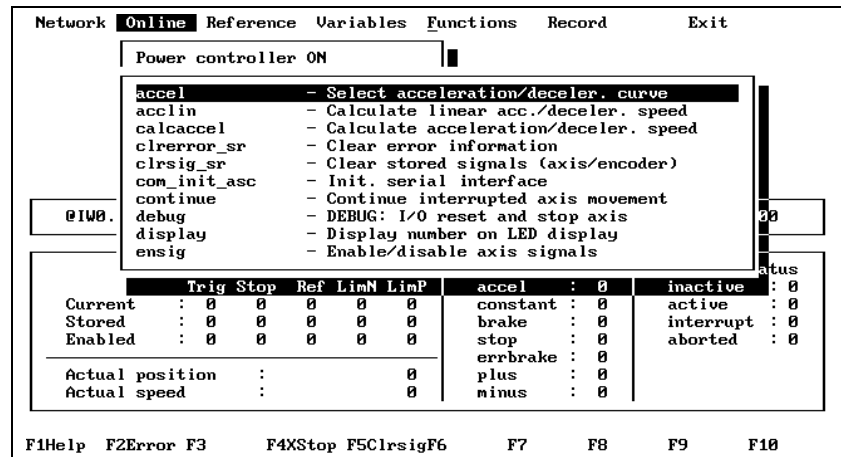 Network Online Reference Variables Functions Record Exit
Power controller ON
accel - Select acceleration/deceler. curve
acclin - Calculate linear acc./deceler. speed
calcaccel - Calculate acceleration/deceler. speed
clrerror_sr - Clear error information
clrsig_sr - Clear stored signals (axis/encoder)
com_init_asc - Init. serial interface
continue - Continue interrupted axis movement
@IW0. debug - DEBUG: I/O reset and stop axis 00
display - Display number on LED display
ensig - Enable/disable axis signals
atus
Trig Stop Ref LimN LimP accel : 0 inactive : 0
Current : 0 0 0 0 0 constant : 0 active : 0
Stored : 0 0 0 0 0 brake : 0 interrupt : 0
Enabled : 0 0 0 0 0 stop : 0 aborted : 0
errbrake : 0
Actual position : 0 plus : 0
Actual speed : 0 minus : 0
F1Help F2Error F3 F4XStop F5ClrsigF6 F7 F8 F9 F10